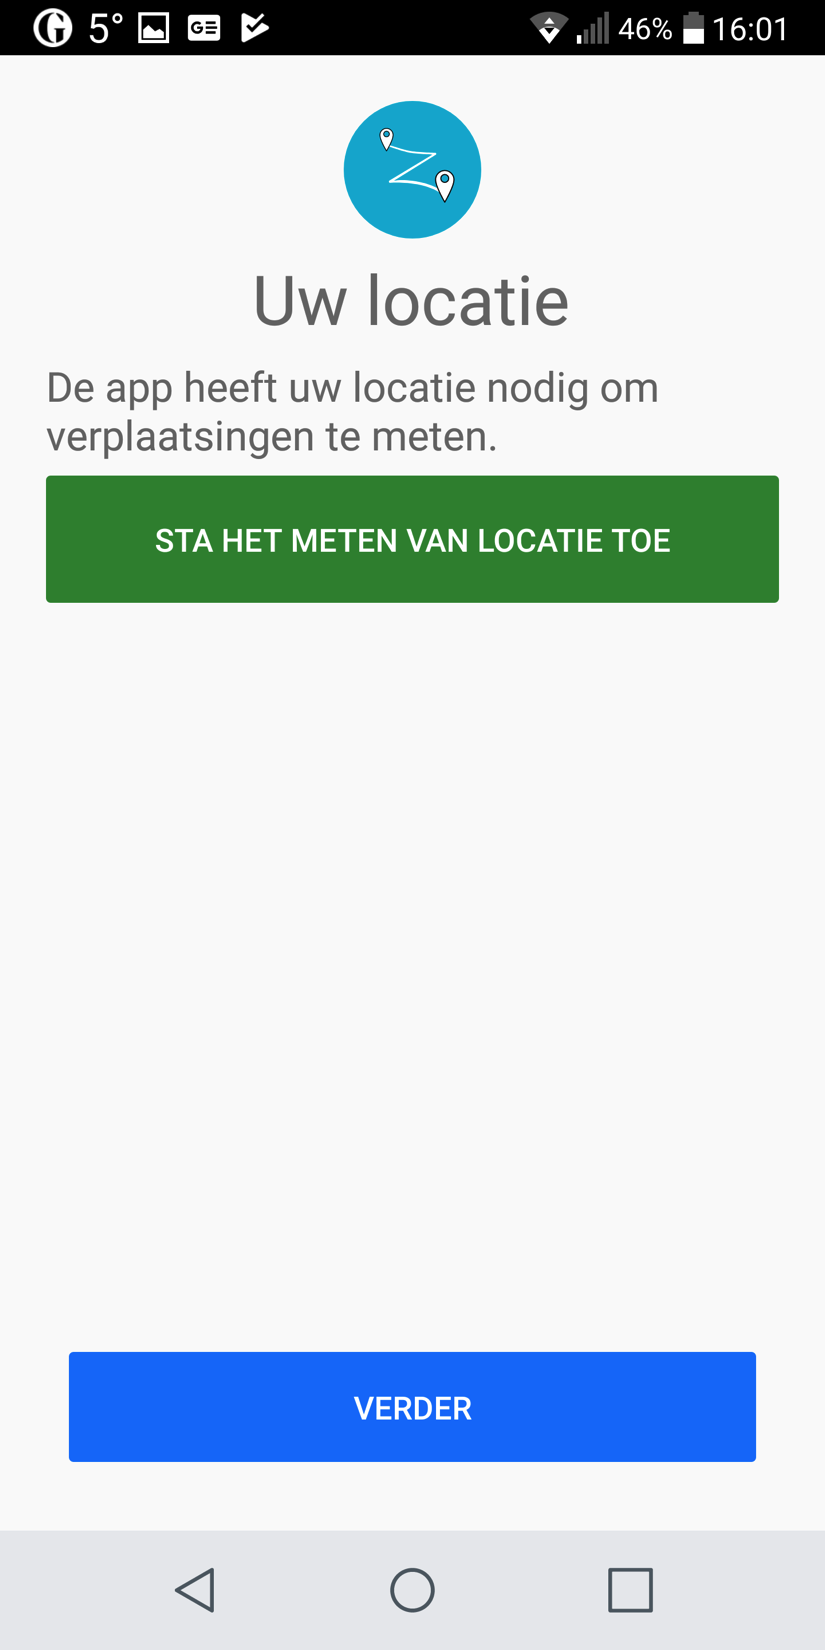 5° GE 46% 16:01
Uw locatie
De app heeft uw locatie nodig om
verplaatsingen te meten.
STA HET METEN VAN LOCATIE TOE
VERDER